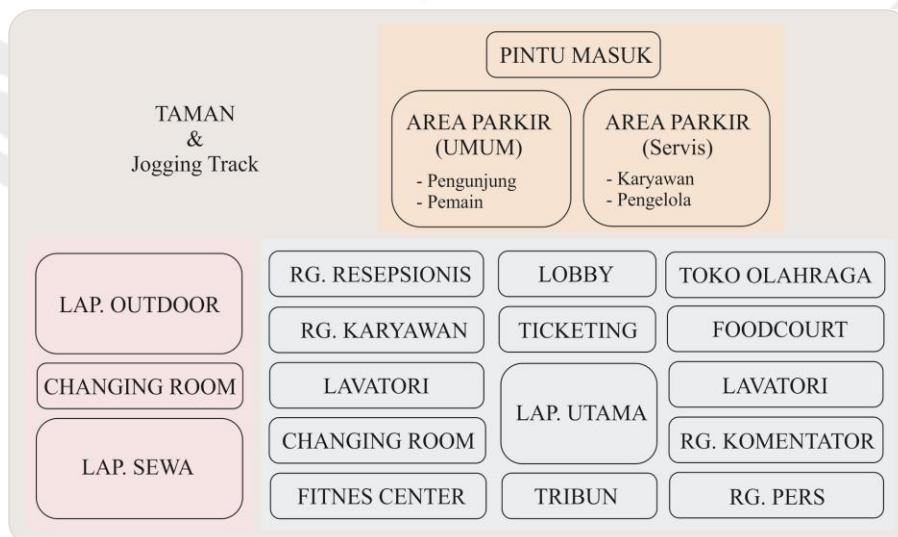 PINTU MASUK
TAMAN
&
Jogging Track
AREA PARKIR
(UMUM)
- Pengunjung
- Pemain
AREA PARKIR
(Servis)
- Karyawan
- Pengelola
LAP. OUTDOOR
CHANGING ROOM
LAP. SEWA
RG. RESEPSIONIS
RG. KARYAWAN
LAVATORI
CHANGING ROOM
FITNES CENTER
LOBBY
TICKETING
LAP. UTAMA
TRIBUN
TOKO OLAHRAGA
FOODCOURT
LAVATORI
RG. KOMENTATOR
RG. PERS